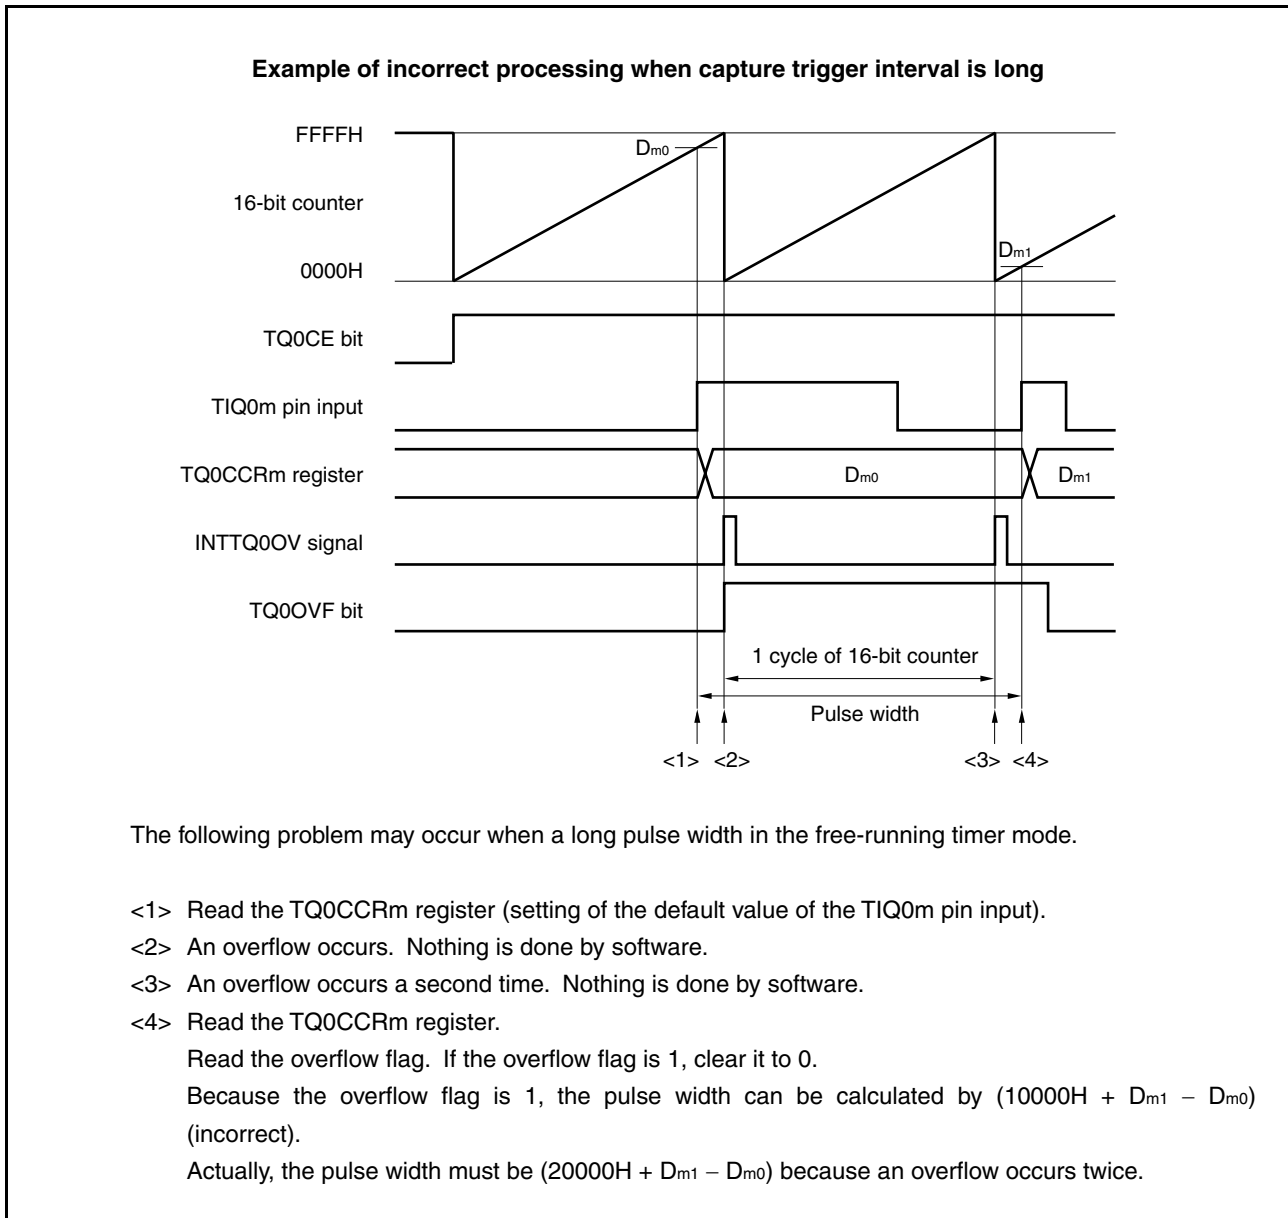 Example of incorrect processing when capture trigger interval is long
FFFFH
Dm0
16-bit counter
Dm1
0000H
TQ0CE bit
TIQ0m pin input
TQ0CCRm register
Dm0
Dm1
INTTQ0OV signal
TQ0OVF bit
1 cycle of 16-bit counter
Pulse width
<1> <2> <3> <4>
The following problem may occur when a long pulse width in the free-running timer mode.
<1> Read the TQ0CCRm register (setting of the default value of the TIQ0m pin input).
<2> An overflow occurs. Nothing is done by software.
<3> An overflow occurs a second time. Nothing is done by software.
<4> Read the TQ0CCRm register.
Read the overflow flag. If the overflow flag is 1, clear it to 0.
Because the overflow flag is 1, the pulse width can be calculated by (10000H + Dm1 − Dm0)
(incorrect).
Actually, the pulse width must be (20000H + Dm1 − Dm0) because an overflow occurs twice.